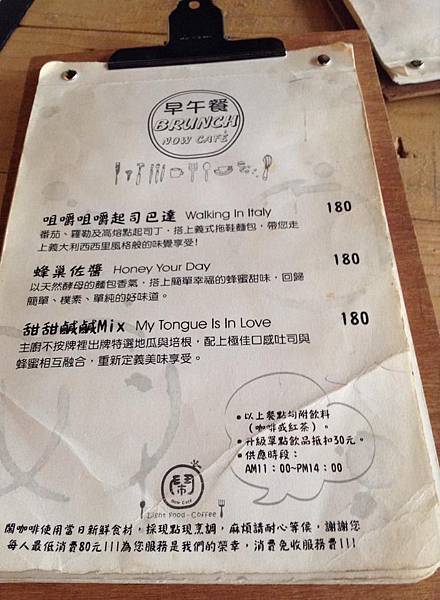 早午餐
BRUNCH
NOW CAFÉ
咀嚼咀嚼起司巴達 Walking In Italy 180
番茄、羅勒及高熔點起司丁，搭上義式拖鞋麵包，帶您走
上義大利西西里風格般的味覺享受!
蜂巢佐醬 Honey Your Day 180
以天然酵母的麵包香氣，搭上簡單幸福的蜂蜜甜味，回歸
簡單、樸素、單純的好味道。
甜甜鹹鹹Mix My Tongue Is In Love 180
主廚不按牌裡出牌特選地瓜與培根，配上極佳口感吐司與
蜂蜜相互融合，重新定義美味享受。
•以上餐點均附飲料
（咖啡或紅茶）。
•升級單點飲品抵扣30元。
•供應時段：
AM11：00~PM14：00
鬧
Now Café
Light Food·Coffee
鬧咖啡使用當日新鮮食材，採現點現烹調，麻煩請耐心等侯，謝謝您
每人最低消費80元!!!為您服務是我們的榮幸，消費免收服務費!!!